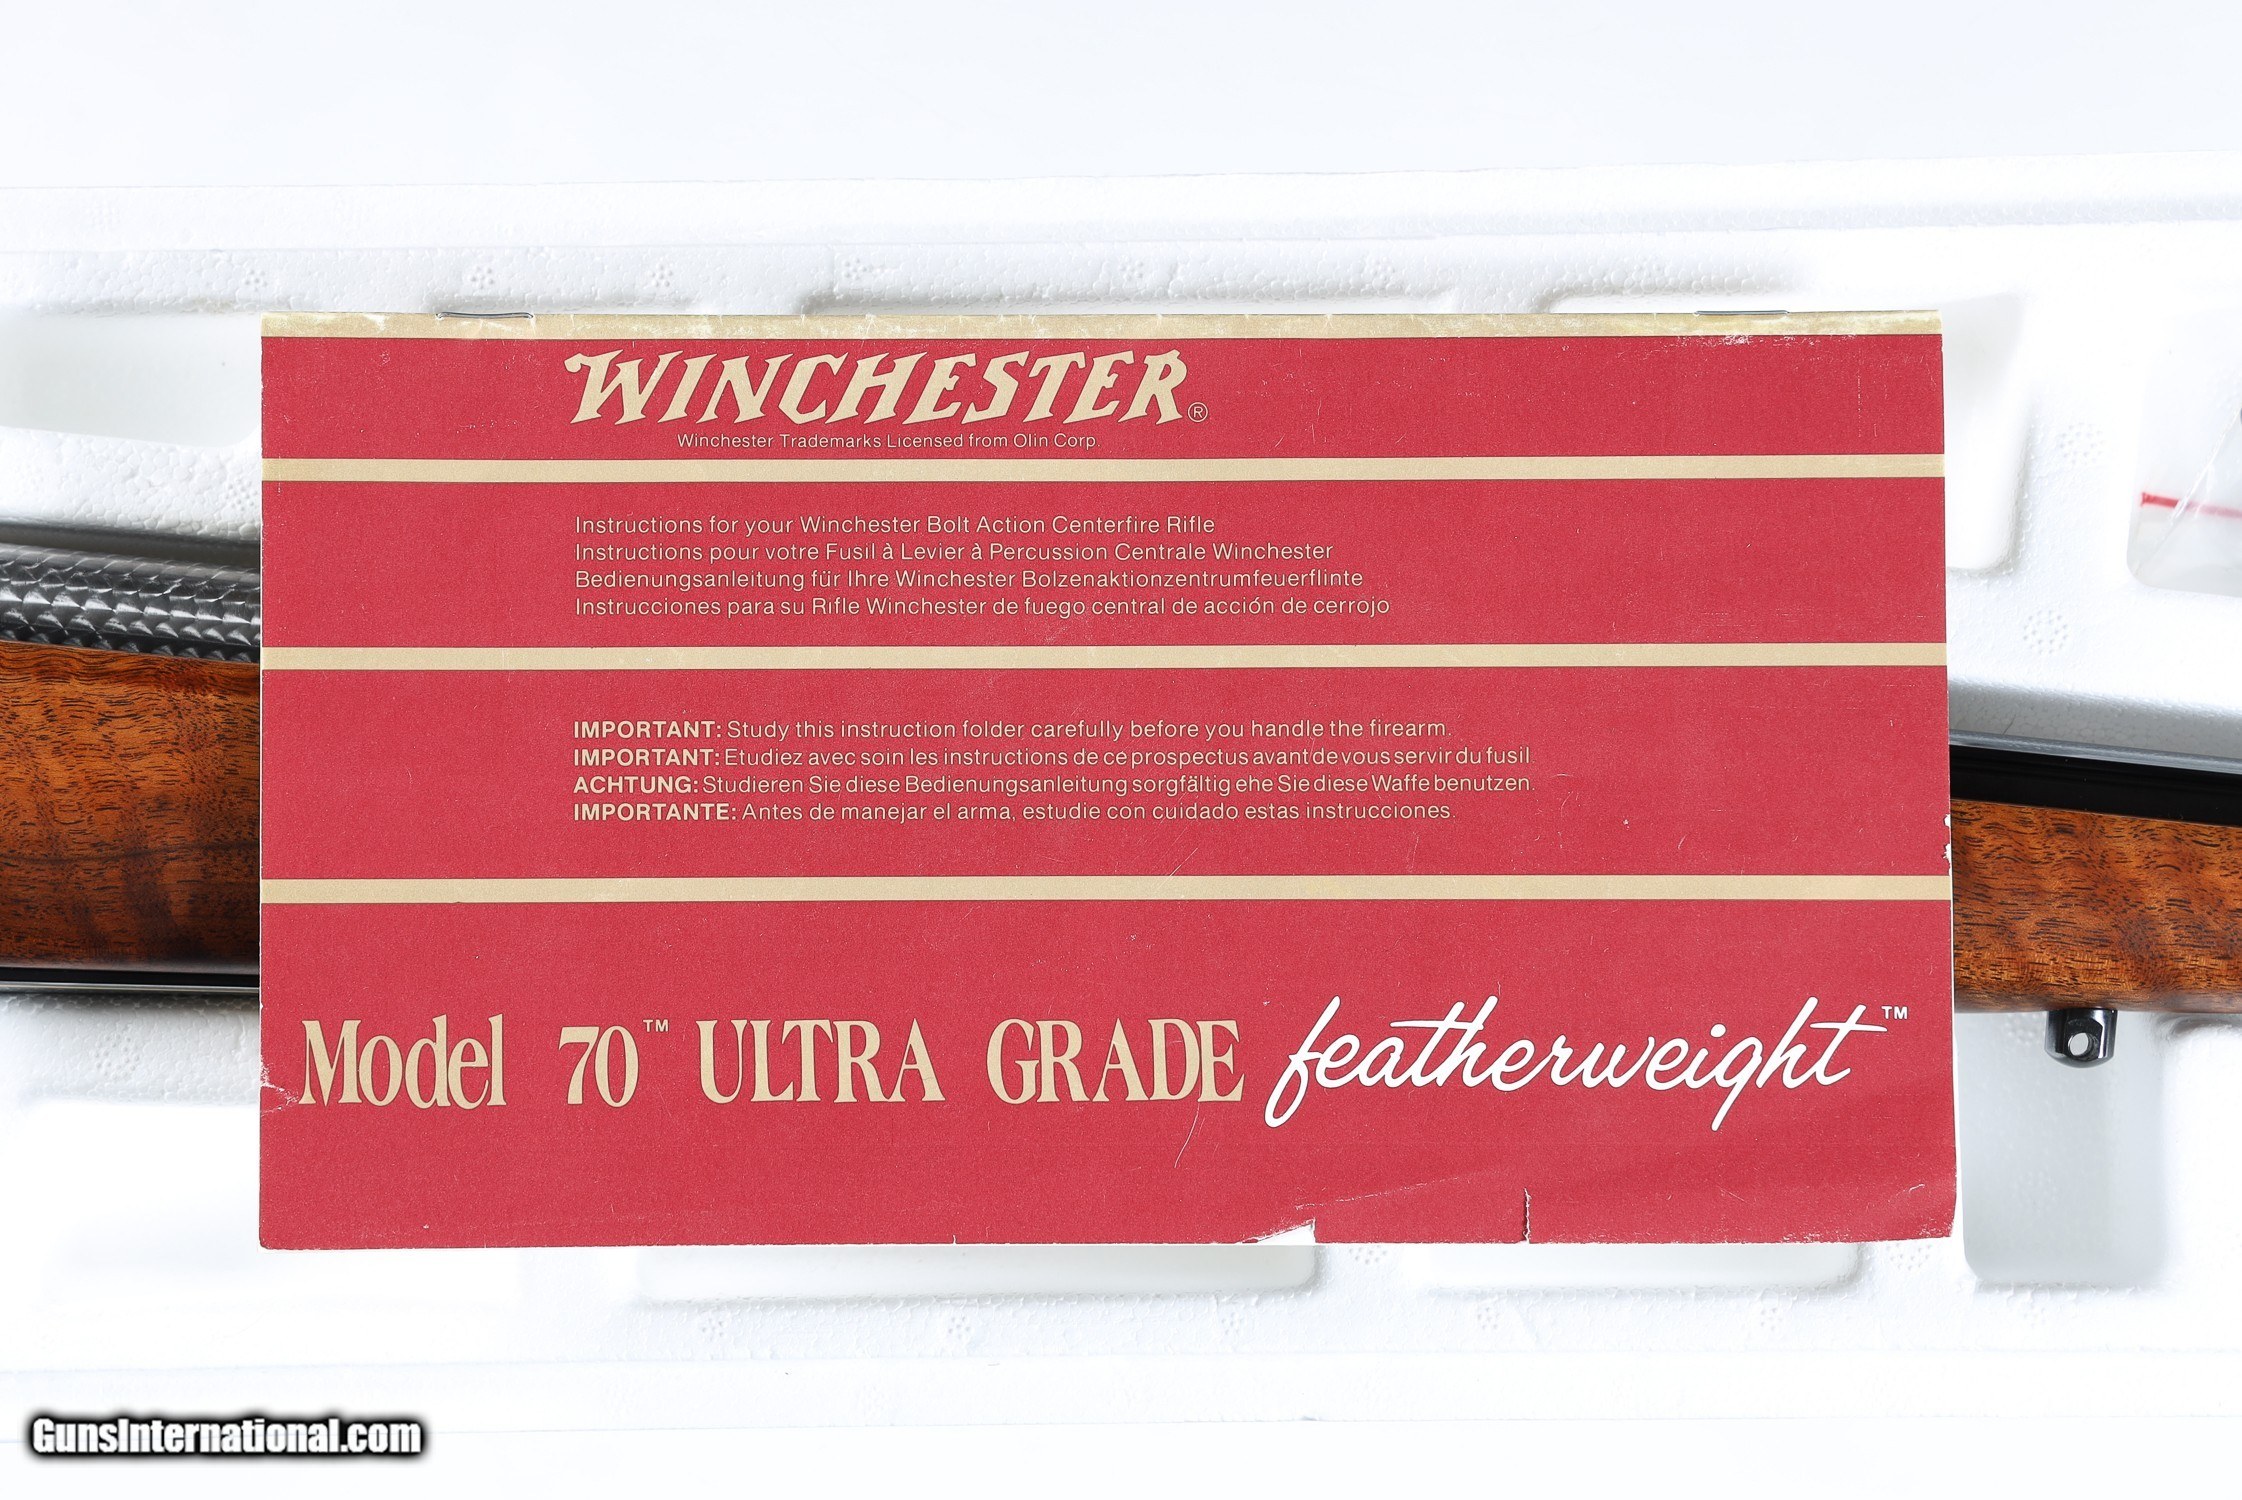 WINCHESTER®
Winchester Trademarks Licensed from Olin Corp.
Instructions for your Winchester Bolt Action Centerfire Rifle
Instructions pour votre Fusil à Levier à Percussion Centrale Winchester
Bedienungsanleitung für Ihre Winchester Bolzenaktionzentrumfeuerflinte
Instrucciones para su Rifle Winchester de fuego central de acción de cerrojo
IMPORTANT: Study this instruction folder carefully before you handle the firearm.
IMPORTANT: Etudiez avec soin les instructions de ce prospectus avant de vous servir du fusil.
ACHTUNG: Studieren Sie diese Bedienungsanleitung sorgfältig ehe Sie diese Waffe benutzen.
IMPORTANTE: Antes de manejar el arma, estudie con cuidado estas instrucciones.
Model 70™ ULTRA GRADE featherweight™
GunsInternational.com